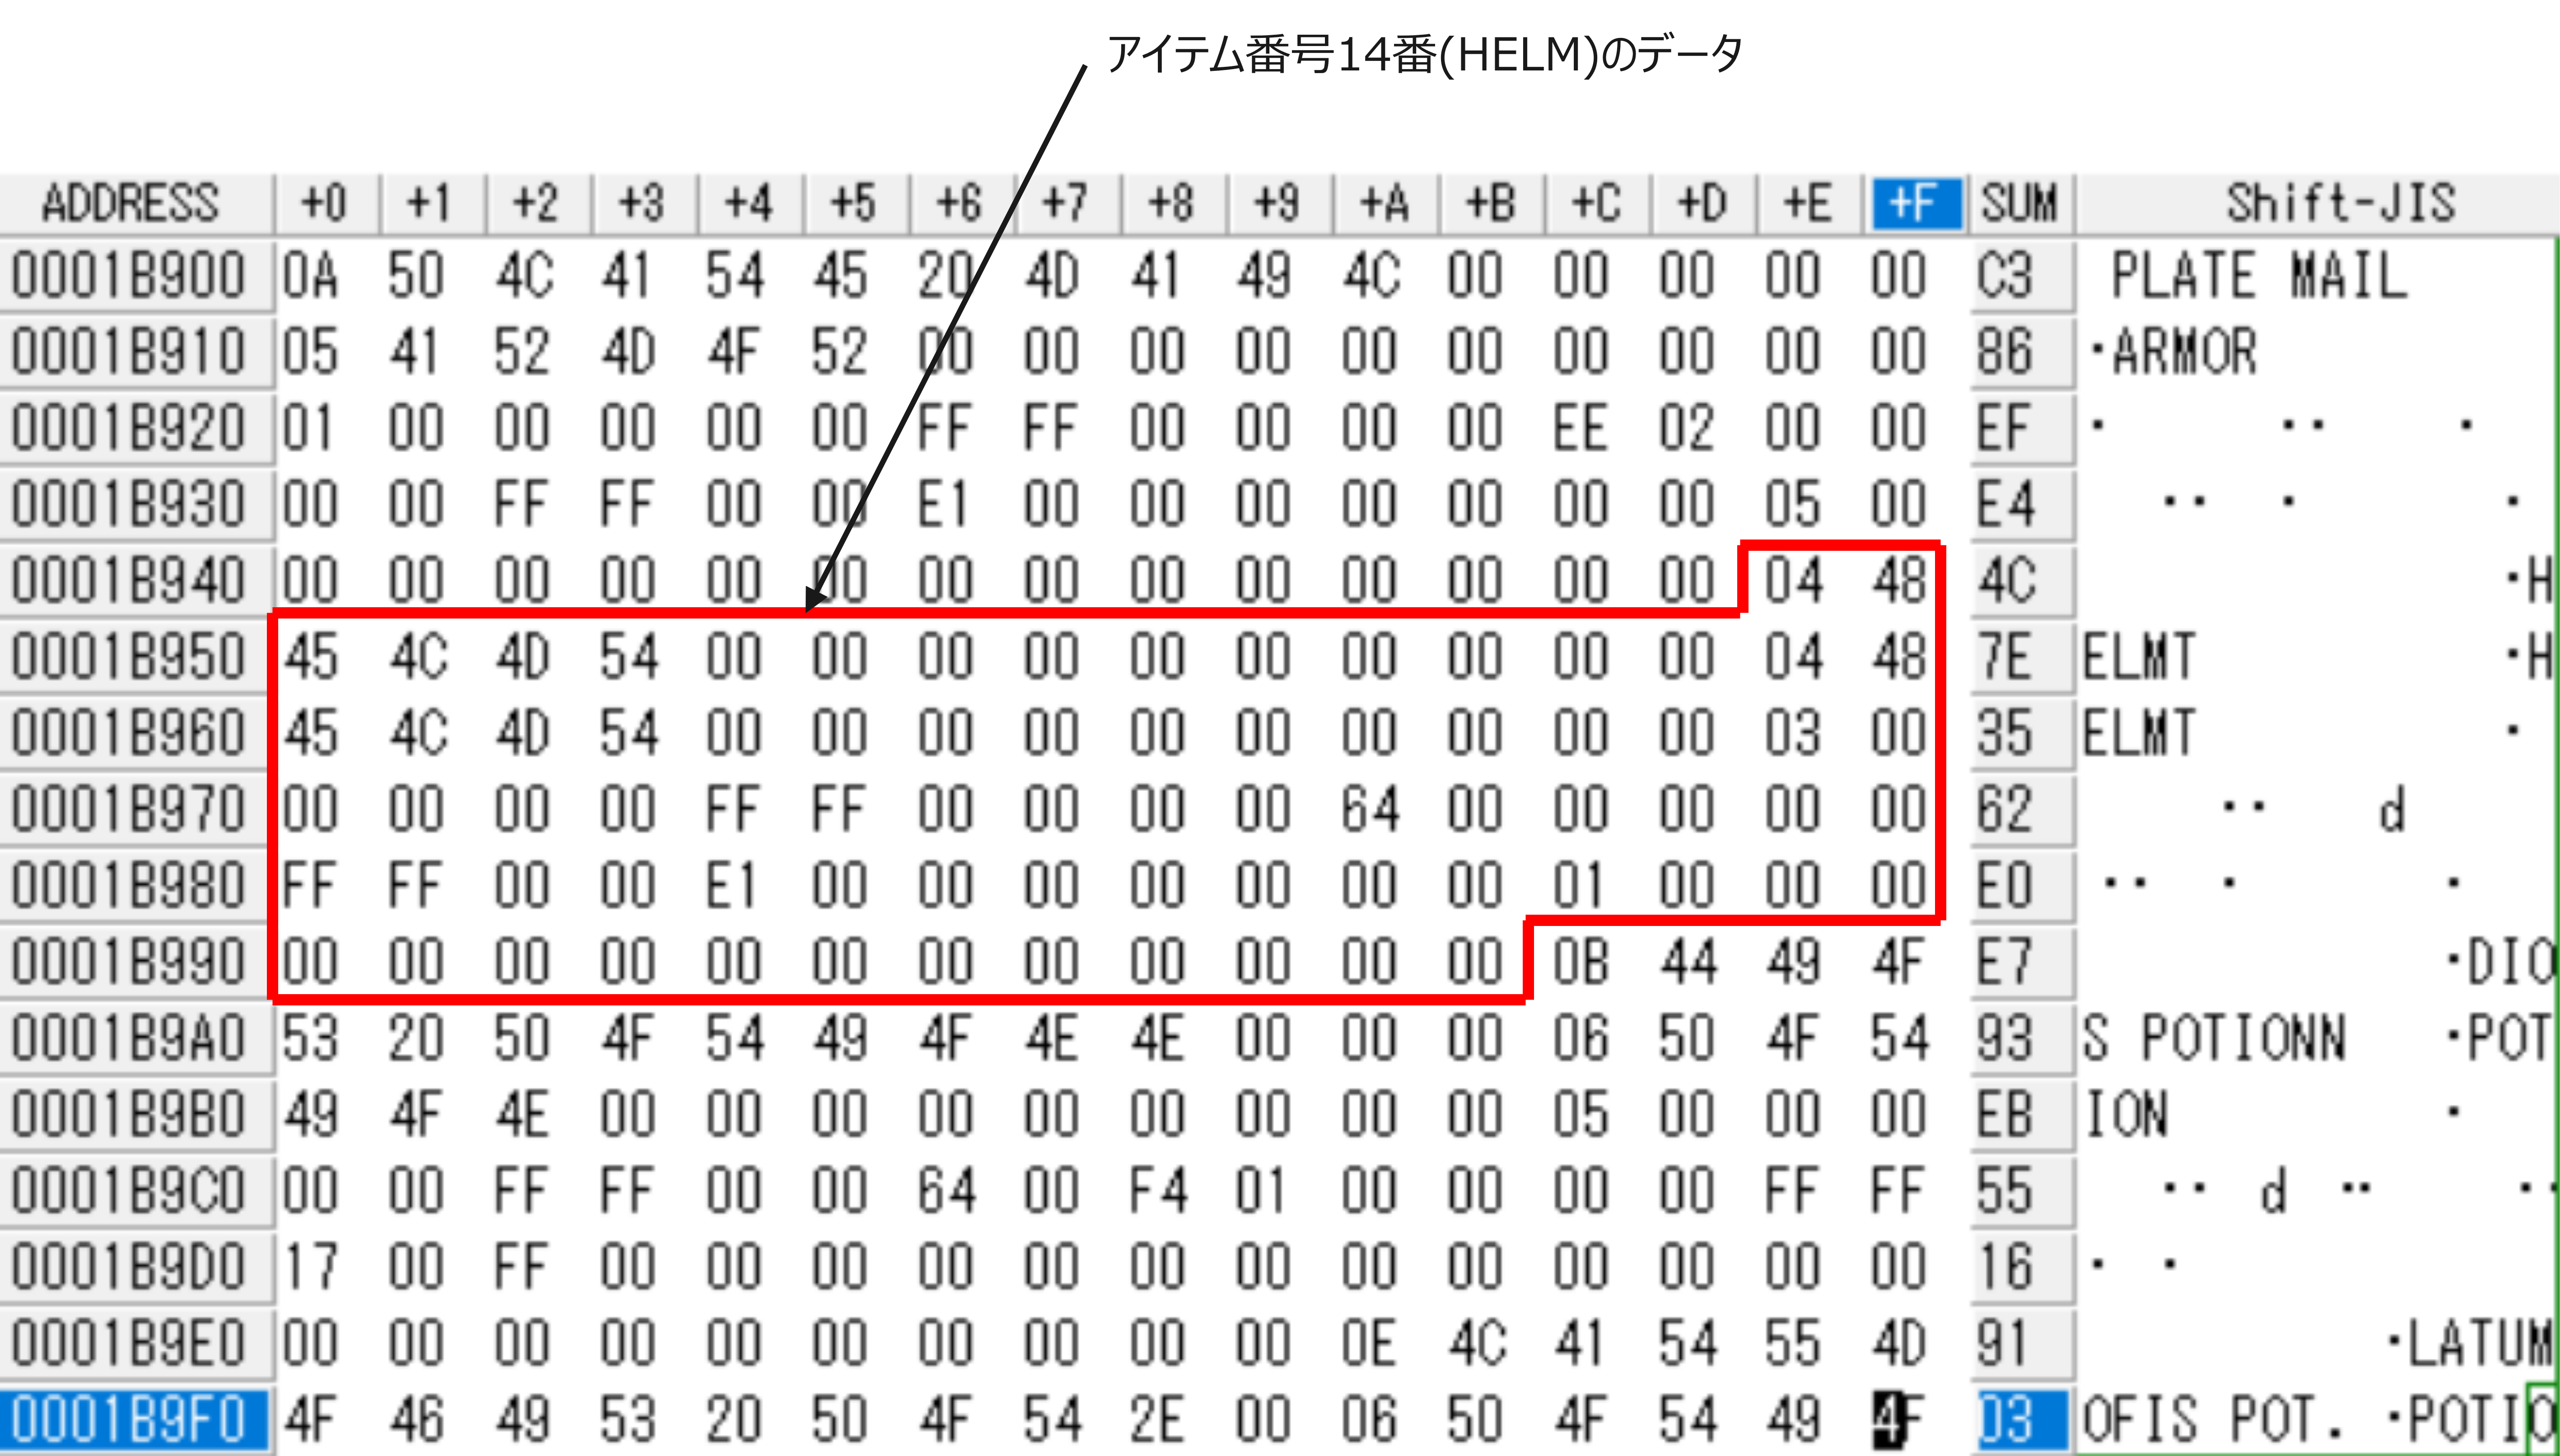 アイテム番号14番(HELM)のデータ
ADDRESS +0 +1 +2 +3 +4 +5 +6 +7 +8 +9 +A +B +C +D +E +F SUM Shift-JIS
0001B900 0A 50 4C 41 54 45 20 4D 41 49 4C 00 00 00 00 00 C3 PLATE MAIL
0001B910 05 41 52 4D 4F 52 00 00 00 00 00 00 00 00 00 00 86 ·ARMOR
0001B920 01 00 00 00 00 00 FF FF 00 00 00 00 EE 02 00 00 EF · ·· ·
0001B930 00 00 FF FF 00 00 E1 00 00 00 00 00 00 00 05 00 E4 ·· · ·
0001B940 00 00 00 00 00 00 00 00 00 00 00 00 00 00 04 48 4C ·H
0001B950 45 4C 4D 54 00 00 00 00 00 00 00 00 00 00 04 48 7E ELMT ·H
0001B960 45 4C 4D 54 00 00 00 00 00 00 00 00 00 00 03 00 35 ELMT ·
0001B970 00 00 00 00 FF FF 00 00 00 00 64 00 00 00 00 00 62 ·· d
0001B980 FF FF 00 00 E1 00 00 00 00 00 00 00 01 00 00 00 E0 ·· · ·
0001B990 00 00 00 00 00 00 00 00 00 00 00 00 0B 44 49 4F E7 ·DIO
0001B9A0 53 20 50 4F 54 49 4F 4E 4E 00 00 00 06 50 4F 54 93 S POTIONN ·POT
0001B9B0 49 4F 4E 00 00 00 00 00 00 00 00 00 05 00 00 00 EB ION ·
0001B9C0 00 00 FF FF 00 00 64 00 F4 01 00 00 00 00 FF FF 55 ·· d ·· ··
0001B9D0 17 00 FF 00 00 00 00 00 00 00 00 00 00 00 00 00 16 · ·
0001B9E0 00 00 00 00 00 00 00 00 00 00 0E 4C 41 54 55 4D 91 ·LATUM
0001B9F0 4F 46 49 53 20 50 4F 54 2E 00 06 50 4F 54 49 4F 03 OFIS POT. ·POTIO